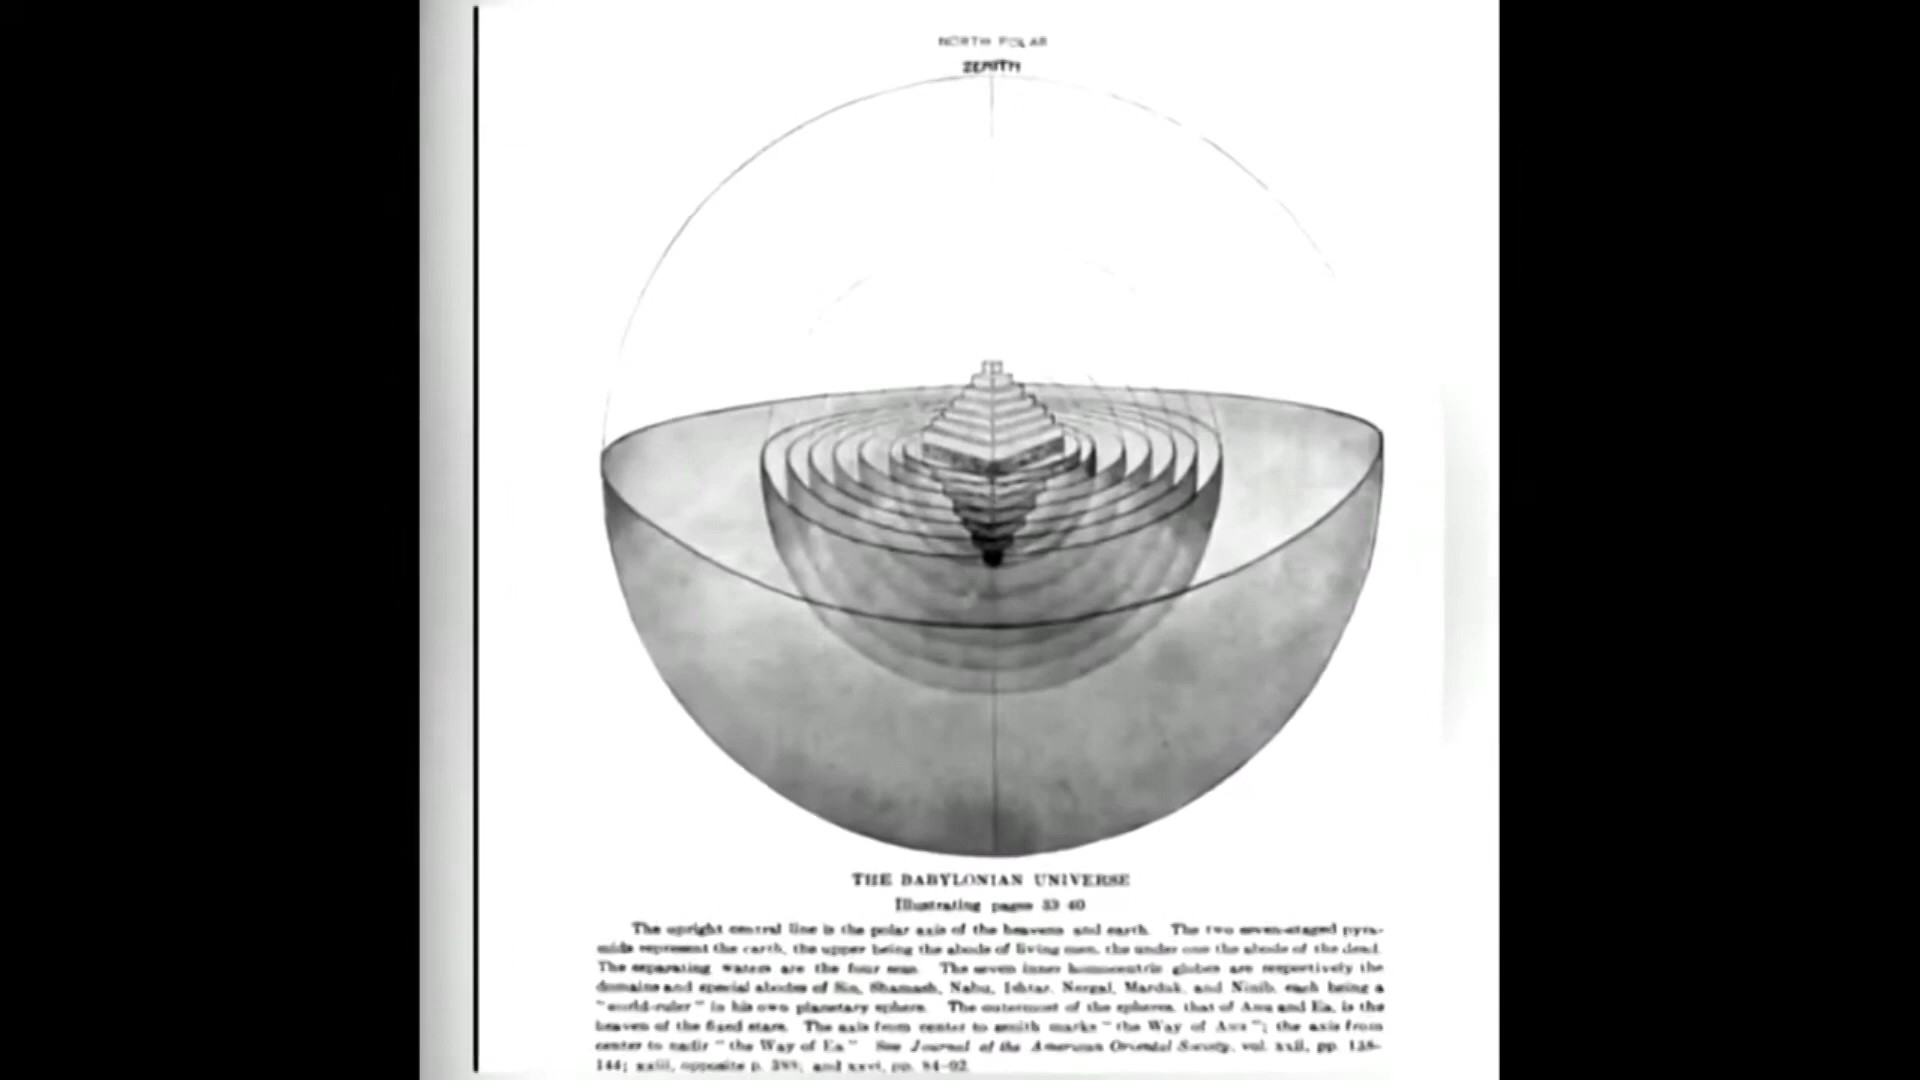 NORTH POLAR
ZENITH
THE BABYLONIAN UNIVERSE
Illustrating pages 33-40
The upright central line is the polar axis of the heavens and earth. The two seven-staged pyra-
mids represent the earth, the upper being the abode of living men, the under one the abode of the dead.
The separating waters are the four seas. The seven inner homocentric globes are respectively the
domains and special abodes of Sin, Shamash, Nabu, Ishtar, Nergal, Marduk, and Ninib, each being a
"world-ruler" in his own planetary sphere. The outermost of the spheres, that of Anu and Ea, is the
heaven of the fixed stars. The axis from center to zenith marks "the Way of Anu"; the axis from
center to nadir "the Way of Ea." See Journal of the American Oriental Society, vol. xxii, pp. 138-
144; xxiii, opposite p. 388; and xxvi, pp. 84-92.